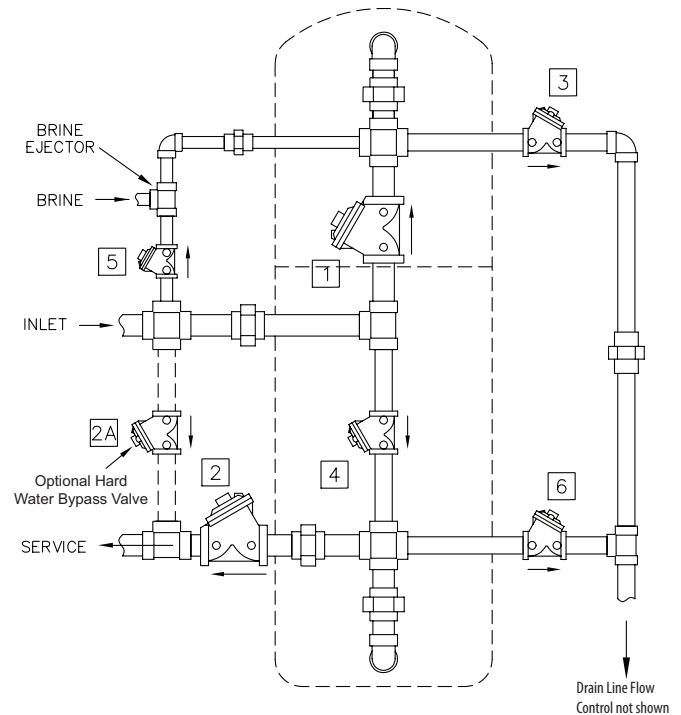 3
BRINE
EJECTOR
BRINE
5
1
INLET
2A
Optional Hard
Water Bypass Valve
2
4
6
SERVICE
Drain Line Flow
Control not shown